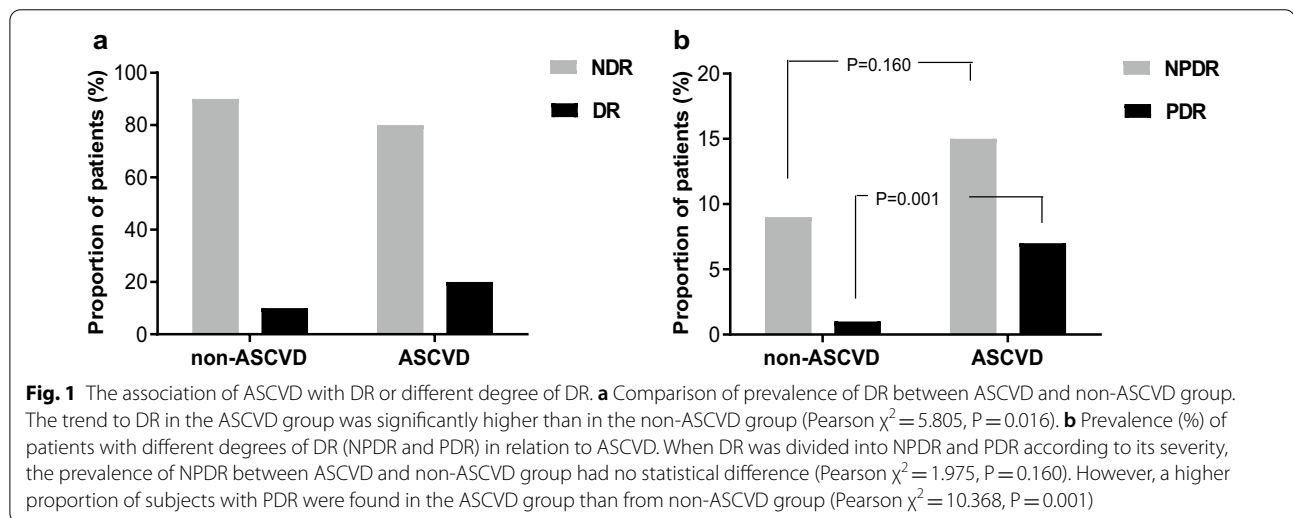 a
100
80
60
40
20
0
Proportion of patients (%)
NDR
DR
non-ASCVD
ASCVD
b
20
15
10
5
0
Proportion of patients (%)
P=0.160
P=0.001
NPDR
PDR
non-ASCVD
ASCVD
Fig. 1 The association of ASCVD with DR or different degree of DR. a Comparison of prevalence of DR between ASCVD and non-ASCVD group.
The trend to DR in the ASCVD group was significantly higher than in the non-ASCVD group (Pearson χ² = 5.805, P = 0.016). b Prevalence (%) of
patients with different degrees of DR (NPDR and PDR) in relation to ASCVD. When DR was divided into NPDR and PDR according to its severity,
the prevalence of NPDR between ASCVD and non-ASCVD group had no statistical difference (Pearson χ² = 1.975, P = 0.160). However, a higher
proportion of subjects with PDR were found in the ASCVD group than from non-ASCVD group (Pearson χ² = 10.368, P = 0.001)